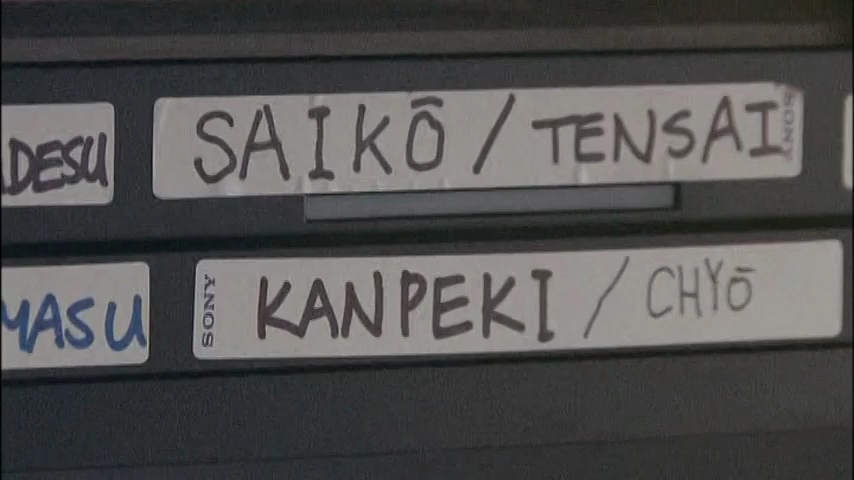 DESU
SAIKŌ / TENSAI
SONY
MASU
SONY
KANPEKI / CHYŌ